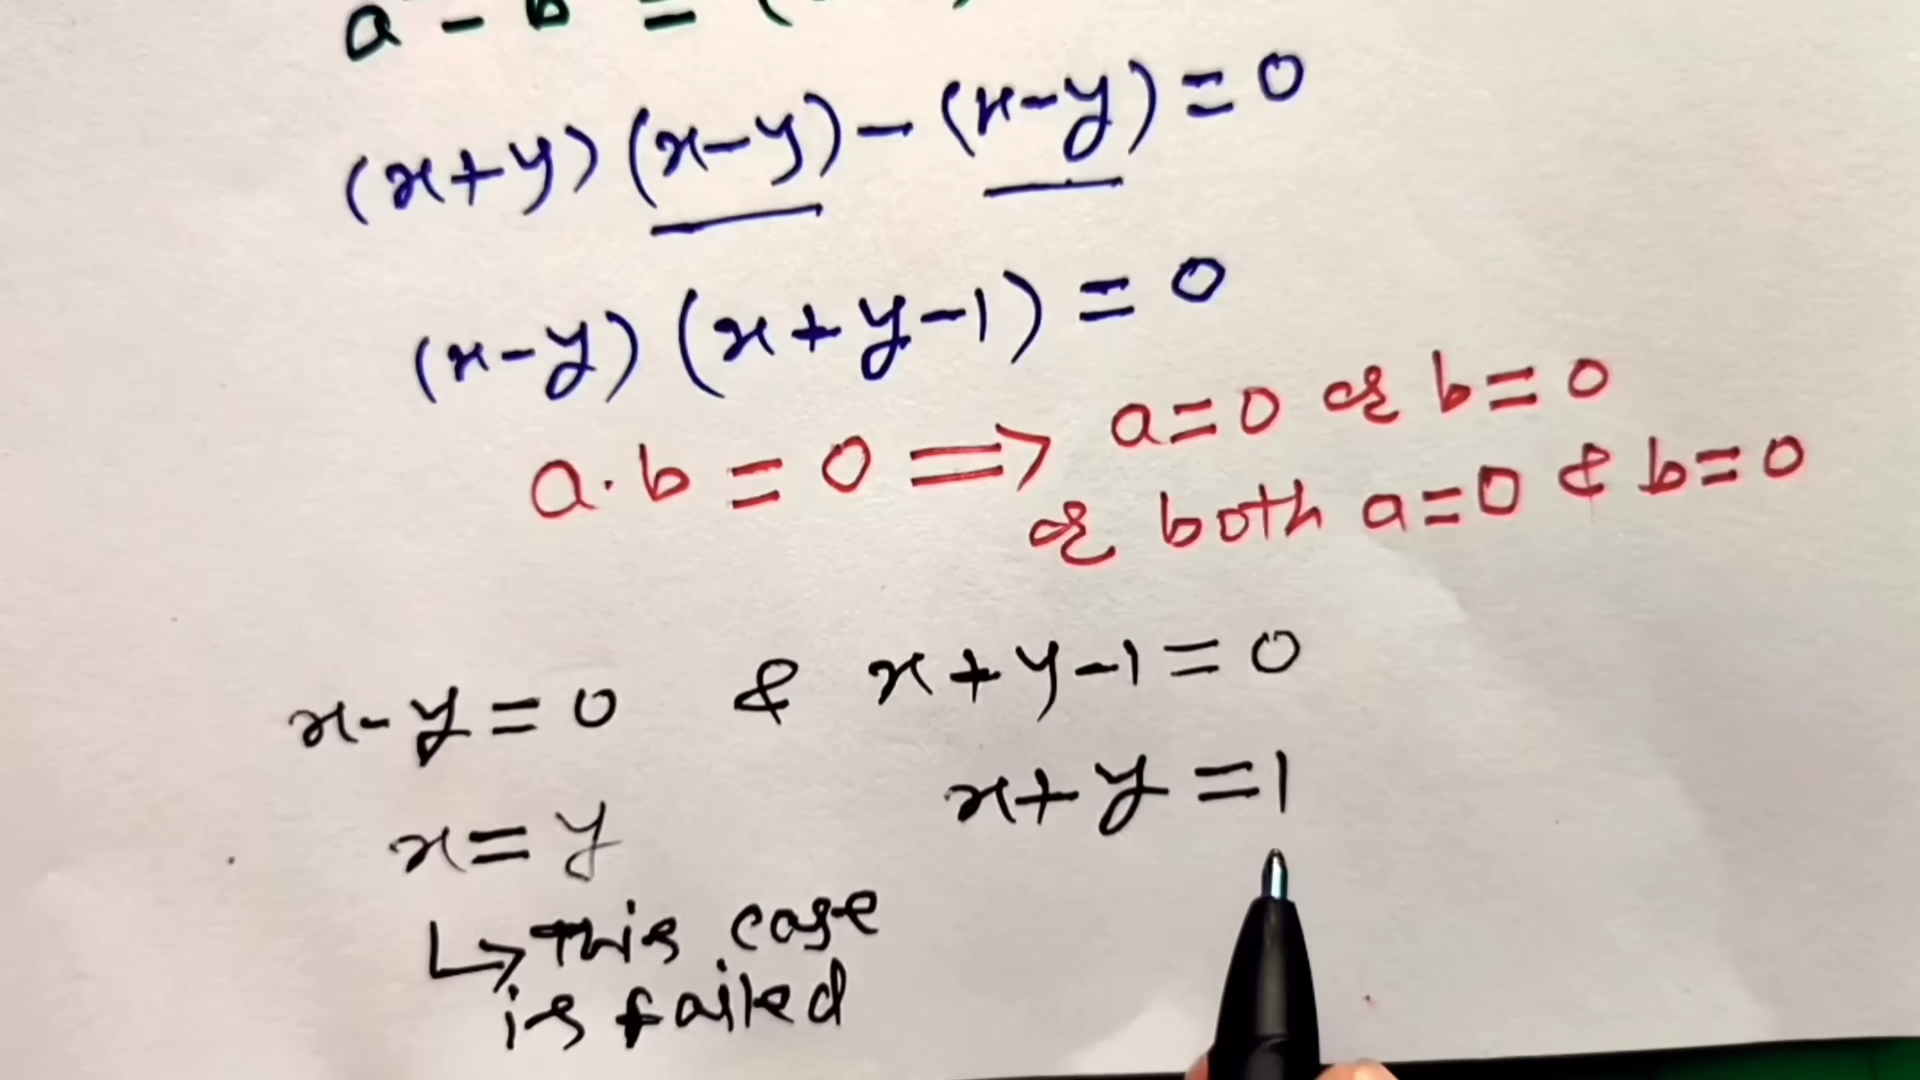 a - b = (
(x+y)(x-y)-(x-y)=0
(x-y)(x+y-1)=0
a.b=0 => a=0 or b=0
or both a=0 & b=0
x-y=0 & x+y-1=0
x=y x+y=1
↳ This case
is failed